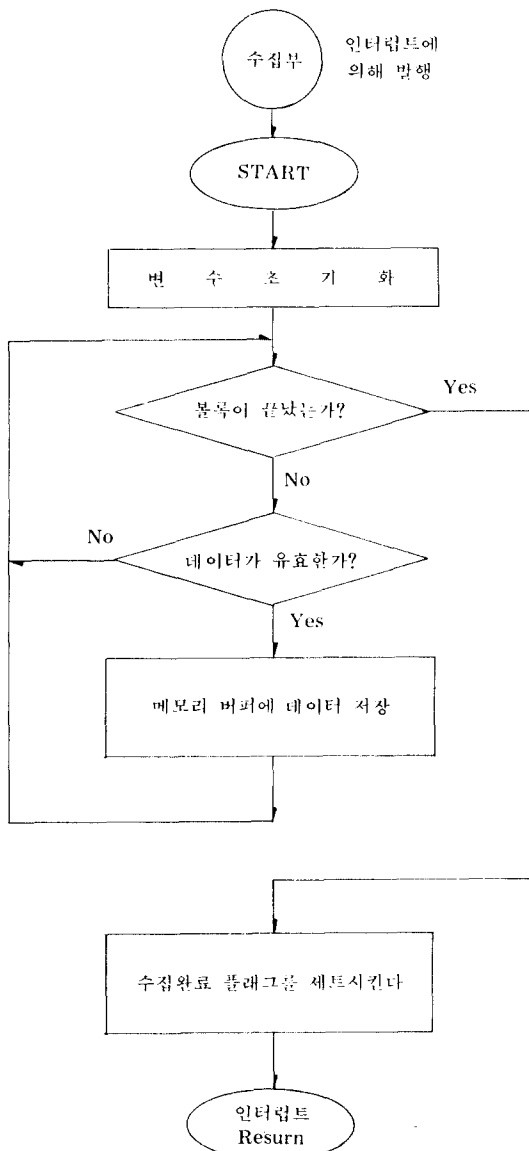 수집부
인터럽트에
의해 발행
START
변 수 초 기 화
볼록이 끝났는가?
Yes
No
데이터가 유효한가?
No
Yes
메모리 버퍼에 데이터 저장
수집완료 플래그를 세트시킨다
인터럽트
Resurn